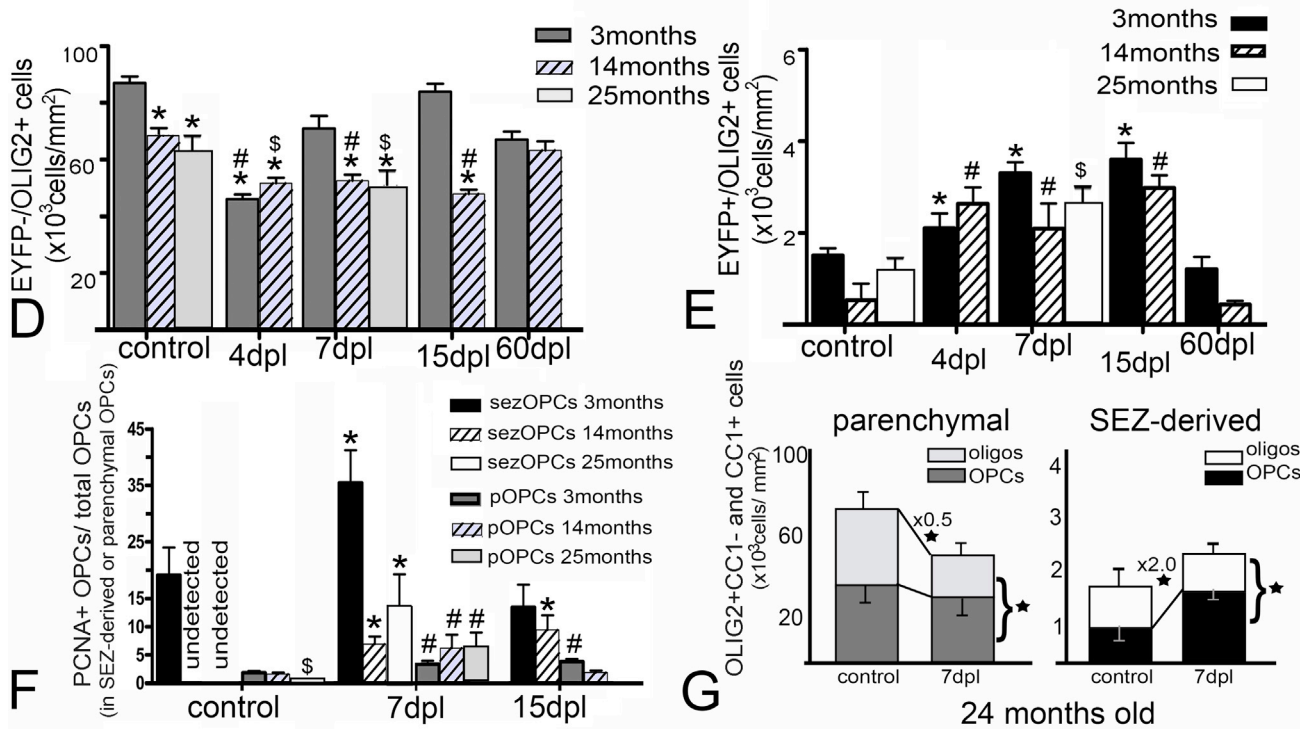 D
EYFP-/OLIG2+ cells
(x10³cells/mm²)
100
60
20
3months
14months
25months
* * # * $ * # * $ * # *
control 4dpl 7dpl 15dpl 60dpl
E
EYFP+/OLIG2+ cells
(x10³cells/mm²)
6
4
2
3months
14months
25months
* # * # $ * #
control 4dpl 7dpl 15dpl 60dpl
F
PCNA+ OPCs/ total OPCs
(in SEZ-derived or parenchymal OPCs)
45
35
25
15
10
5
0
sezOPCs 3months
sezOPCs 14months
sezOPCs 25months
pOPCs 3months
pOPCs 14months
pOPCs 25months
undetected
undetected
$ * * * # # # * #
control 7dpl 15dpl
G
OLIG2+CC1- and CC1+ cells
(x10³cells/ mm²)
parenchymal
100
60
20
oligos
OPCs
x0.5
control 7dpl
SEZ-derived
4
3
2
1
oligos
OPCs
x2.0
control 7dpl
24 months old